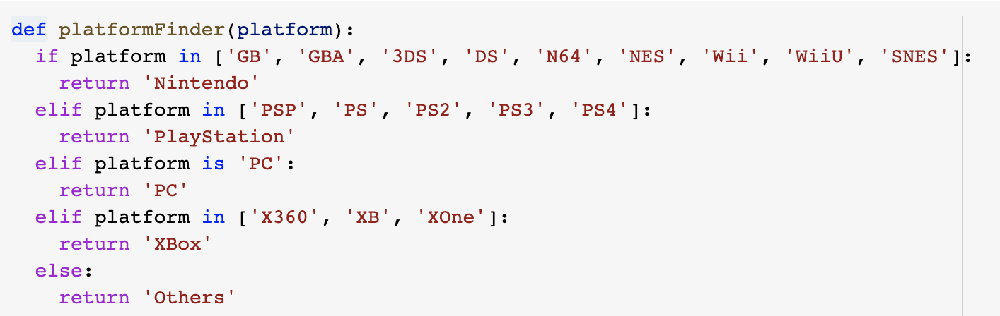 def platformFinder(platform):
  if platform in ['GB', 'GBA', '3DS', 'DS', 'N64', 'NES', 'Wii', 'WiiU', 'SNES']:
    return 'Nintendo'
  elif platform in ['PSP', 'PS', 'PS2', 'PS3', 'PS4']:
    return 'PlayStation'
  elif platform is 'PC':
    return 'PC'
  elif platform in ['X360', 'XB', 'XOne']:
    return 'XBox'
  else:
    return 'Others'